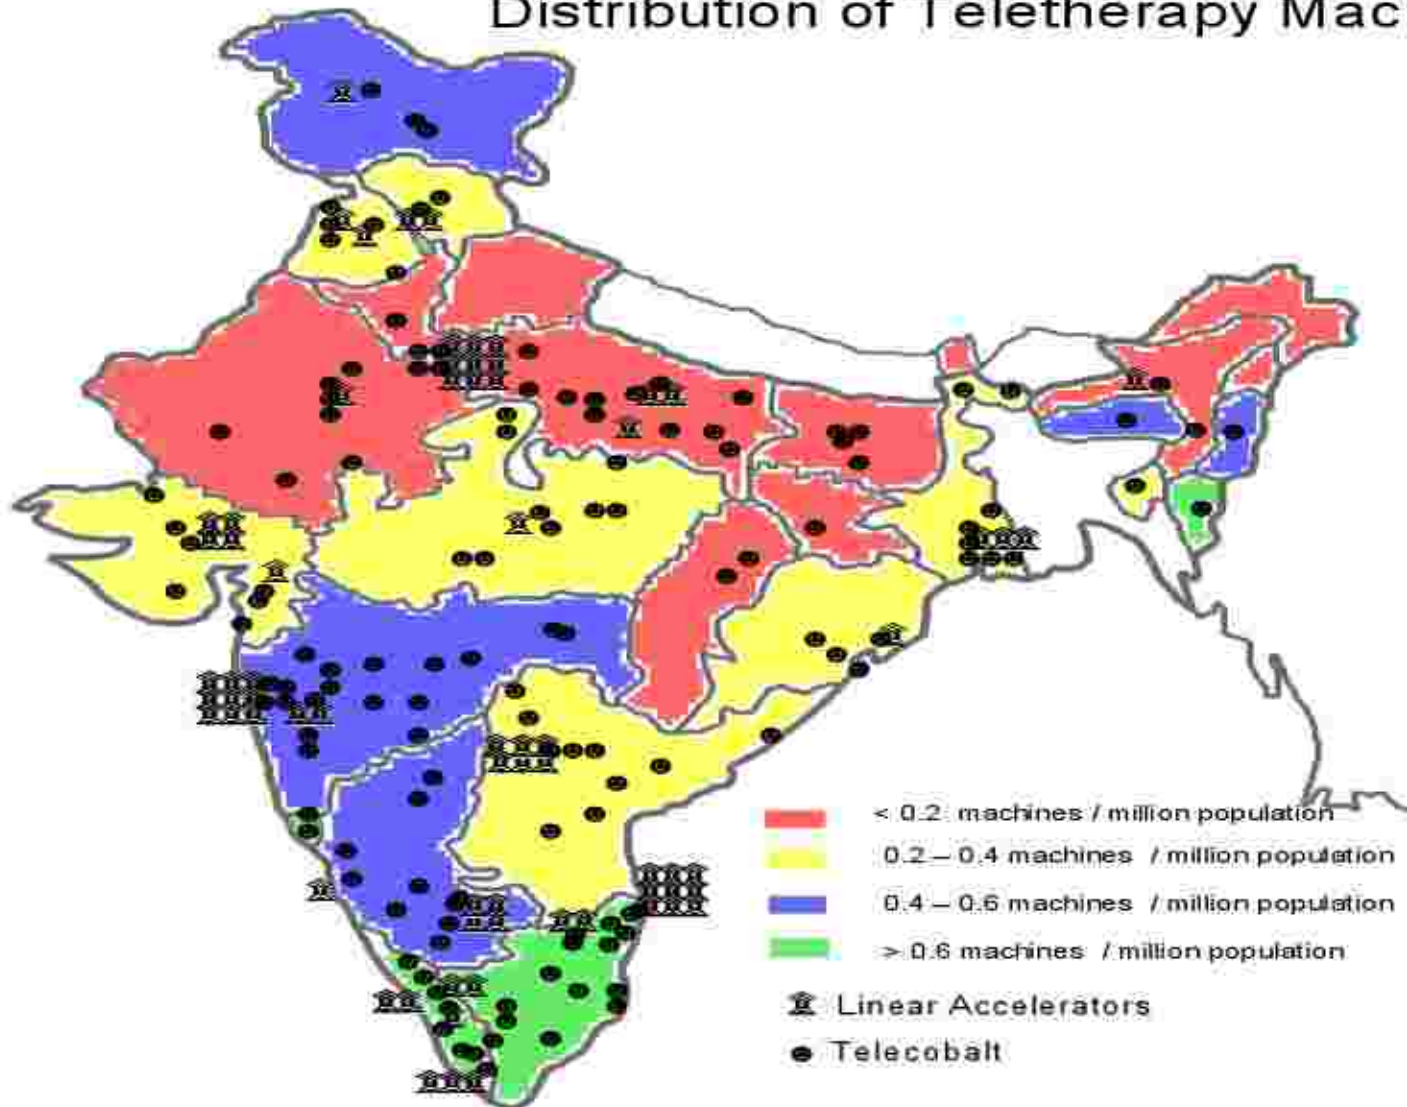 Distribution of Teletherapy Mac
< 0.2 machines / million population
0.2 – 0.4 machines / million population
0.4 – 0.6 machines / million population
> 0.6 machines / million population
Linear Accelerators
Telecobalt